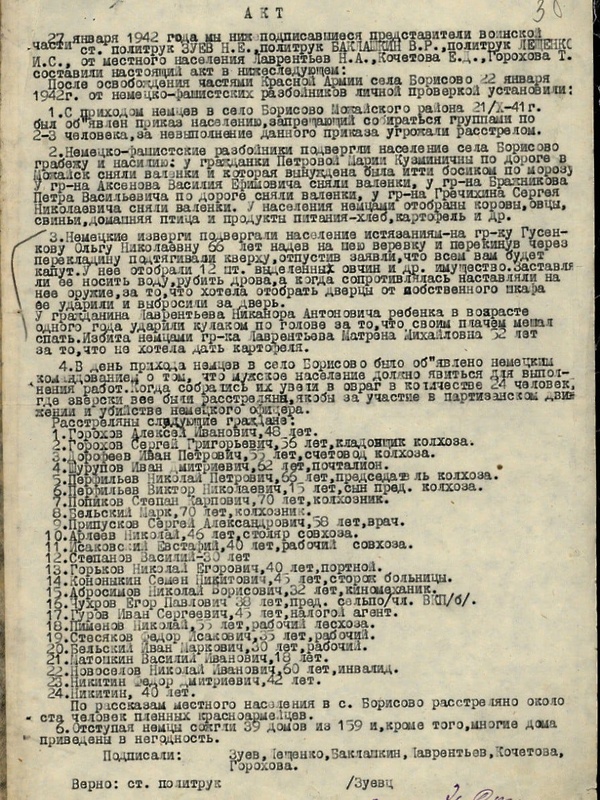 30
А К Т
27 января 1942 года мы ниж подписавшиеся представители воинской
части ст. политрук ЗУЕВ Н.Е.,политрук БАКЛАШКИН В.Р.,политрук ЛЕЩЕНКО
И.С., от местного населения Лаврентьев Н.А.,Кочетова Е.Д.,Горохова Т.
составили настоящий акт в нижеследующем:
После освобождения частями Красной Армии села Борисово 22 января
1942г. от немецко-фашистских разбойников личной проверкой установили:
1.С приходом немцев в село Борисово Можайского района 21/X-41г.
был об"явлен приказ населению,запрещающий собираться группами по
2-3 человека,за невыполнение данного приказа угрожали расстрелом.
2.Немецко-фашистские разбойники подвергли население села Борисово
грабежу и насилию: у гражданки Петровой Марии Кузминичны по дороге в
Можайск сняли валенки и которая вынуждена была итти босиком по морозу
У гр-на Аксенова Василия Ефимовича сняли валенки, у гр-на Бражникова
Петра Васильевича по дороге сняли валенки, у гр-на Гречихина Сергея
Николаевича сняли валенки. У населения немцами отобраны коровы,овцы,
свиньи,домашняя птица и продукты питания-хлеб,картофель и др.
3.Немецкие изверги подвергали население истязаниям-на гр-ку Гусен-
кову Ольгу Николаевну 66 лет надев на шею веревку и перекинув через
перекладину подтягивали кверху,отпустив заявли,что всем вам будет
капут.У нее отобрали 12 шт. выделенных овчин и др. имущество.Заставля
ли ее носить воду,рубить дрова,а когда сопротивлялась наставляли на
нее оружие,за то,что хотела отобрать дверцы от собственного шкафа
ее ударили и выбросили за дверь.
У гражданина Лаврентьева Никанора Антоновича ребенка в возрасте
одного года ударили кулаком по голове за то,что своим плачем мешал
спать.Избита немцами гр-ка Лаврентьева Матрена Михайловна 52 лет
за то,что не хотела дать картофеля.
4.В день прихода немцев в село Борисово было об"явлено немецким
командованием о том, что мужское население должно явиться для выпол-
нения работ.Когда собрались их увели в овраг в количестве 24 человек,
где зверски все были расстреляны,якобы за участие в партизанском дви
жении и убийстве немецкого офицера.
Расстреляны следующие граждане:
1.Горохов Алексей Иванович,48 лет.
2.Горохов Сергей Григорьевич,56 лет,кладовщик колхоза.
3.Дорофеев Иван Петрович,55 лет,счетовод колхоза.
4.Шурупов Иван Дмитриевич,62 лет,почталион.
5.Перфильев Николай Петрович,66 лет,председатель колхоза.
6.Перфильев Виктор Николаевич,15 лет,сын пред. колхоза.
7.Новиков Степан Карпович,70 лет,колхозник.
8.Бельский Марк,70 лет,колхозник.
9.Припусков Сергей Александрович,58 лет,врач.
10.Арлеев Николай,46 лет,столяр совхоза.
11.Исаковский Евстафий,40 лет,рабочий совхоза.
12.Степанов Василий-30 лет
13.Горьков Николай Егорович,40 лет,портной.
14.Кононыкин Семен Никитович,45 лет,сторож больницы.
15.Абросимов Николай Борисович,32 лет,киномеханик.
16.Чухров Егор Павлович 38 лет,пред. сельпо/чл. ВКП/б/.
17.Гуров Иван Сергеевич,45 лет,налогой агент.
18.Пименов Николай,55 лет,рабочий лесхоза.
19.Стесяков Федор Исакович,35 лет,рабочий.
20.Бельский Иван Маркович,30 лет,рабочий.
21.Матошкин Василий Иванович,18 лет.
22.Новоселов Николай Иванович,60 лет,инвалид.
23.Никитин Федор Дмитриевич,42 лет.
24.Никитин, 40 лет.
По рассказам местного населения в с. Борисово расстреляно около
ста человек пленных красноармейцев.
6.Отступая немцы сожгли 39 домов из 159 и,кроме того,многие дома
приведены в негодность.
Подписали: Зуев,Лещенко,Баклашкин,Лаврентьев,Кочетова,
Горохова.
Верно: ст. политрук /Зуевц